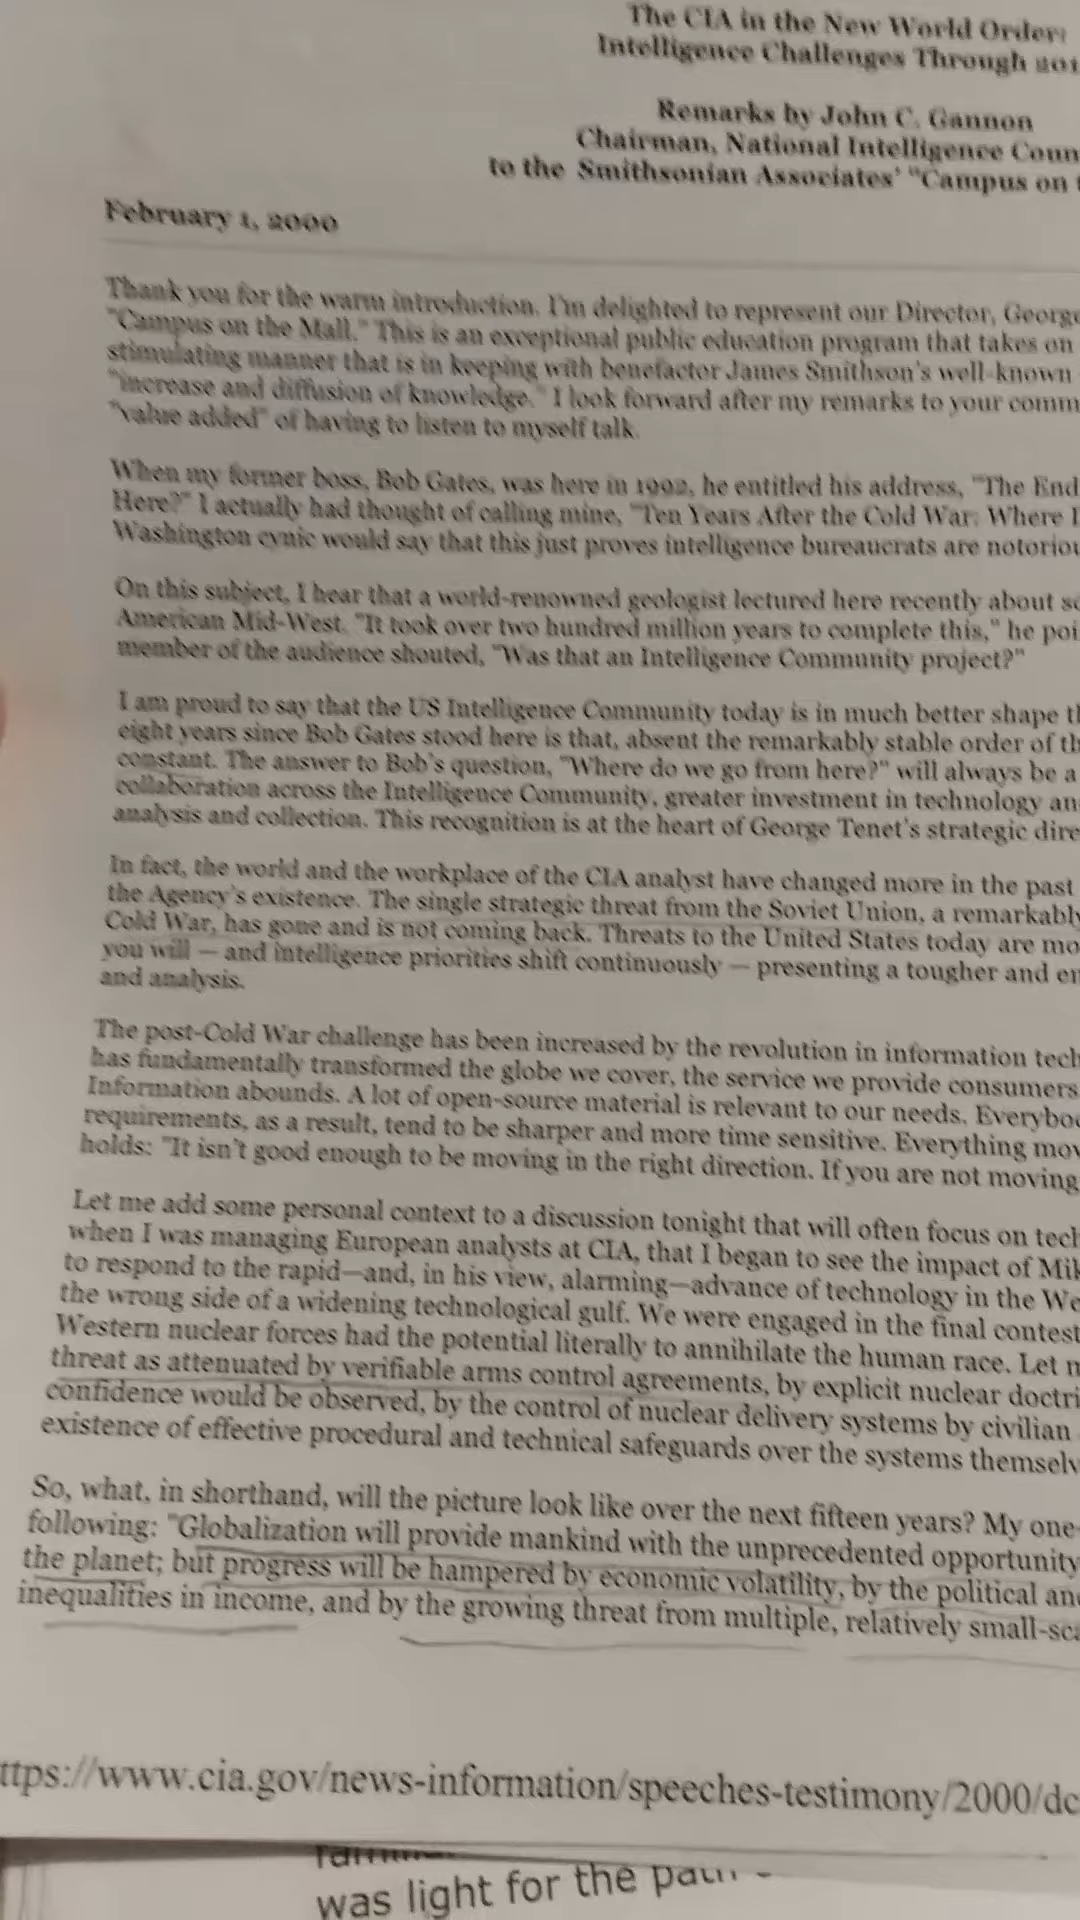 The CIA in the New World Order:
Intelligence Challenges Through 201
Remarks by John C. Gannon
Chairman, National Intelligence Coun
to the Smithsonian Associates' "Campus on t
February 1, 2000
Thank you for the warm introduction. I'm delighted to represent our Director, George
"Campus on the Mall." This is an exceptional public education program that takes on
stimulating manner that is in keeping with benefactor James Smithson's well-known
"increase and diffusion of knowledge." I look forward after my remarks to your comm
"value added" of having to listen to myself talk.
When my former boss, Bob Gates, was here in 1992, he entitled his address, "The End
Here?" I actually had thought of calling mine, "Ten Years After the Cold War: Where D
Washington cynic would say that this just proves intelligence bureaucrats are notoriou
On this subject, I hear that a world-renowned geologist lectured here recently about so
American Mid-West. "It took over two hundred million years to complete this," he poi
member of the audience shouted, "Was that an Intelligence Community project?"
I am proud to say that the US Intelligence Community today is in much better shape th
eight years since Bob Gates stood here is that, absent the remarkably stable order of th
constant. The answer to Bob's question, "Where do we go from here?" will always be a
collaboration across the Intelligence Community, greater investment in technology an
analysis and collection. This recognition is at the heart of George Tenet's strategic dire
In fact, the world and the workplace of the CIA analyst have changed more in the past
the Agency's existence. The single strategic threat from the Soviet Union, a remarkably
Cold War, has gone and is not coming back. Threats to the United States today are mo
you will — and intelligence priorities shift continuously — presenting a tougher and en
and analysis.
The post-Cold War challenge has been increased by the revolution in information tech
has fundamentally transformed the globe we cover, the service we provide consumers
Information abounds. A lot of open-source material is relevant to our needs. Everyboo
requirements, as a result, tend to be sharper and more time sensitive. Everything mov
holds: "It isn't good enough to be moving in the right direction. If you are not moving
Let me add some personal context to a discussion tonight that will often focus on tech
when I was managing European analysts at CIA, that I began to see the impact of Mik
to respond to the rapid—and, in his view, alarming—advance of technology in the We
the wrong side of a widening technological gulf. We were engaged in the final contest
Western nuclear forces had the potential literally to annihilate the human race. Let m
threat as attenuated by verifiable arms control agreements, by explicit nuclear doctri
confidence would be observed, by the control of nuclear delivery systems by civilian
existence of effective procedural and technical safeguards over the systems themselv
So, what, in shorthand, will the picture look like over the next fifteen years? My one-
following: "Globalization will provide mankind with the unprecedented opportunity
the planet; but progress will be hampered by economic volatility, by the political and
inequalities in income, and by the growing threat from multiple, relatively small-sca
ttps://www.cia.gov/news-information/speeches-testimony/2000/dc
was light for the